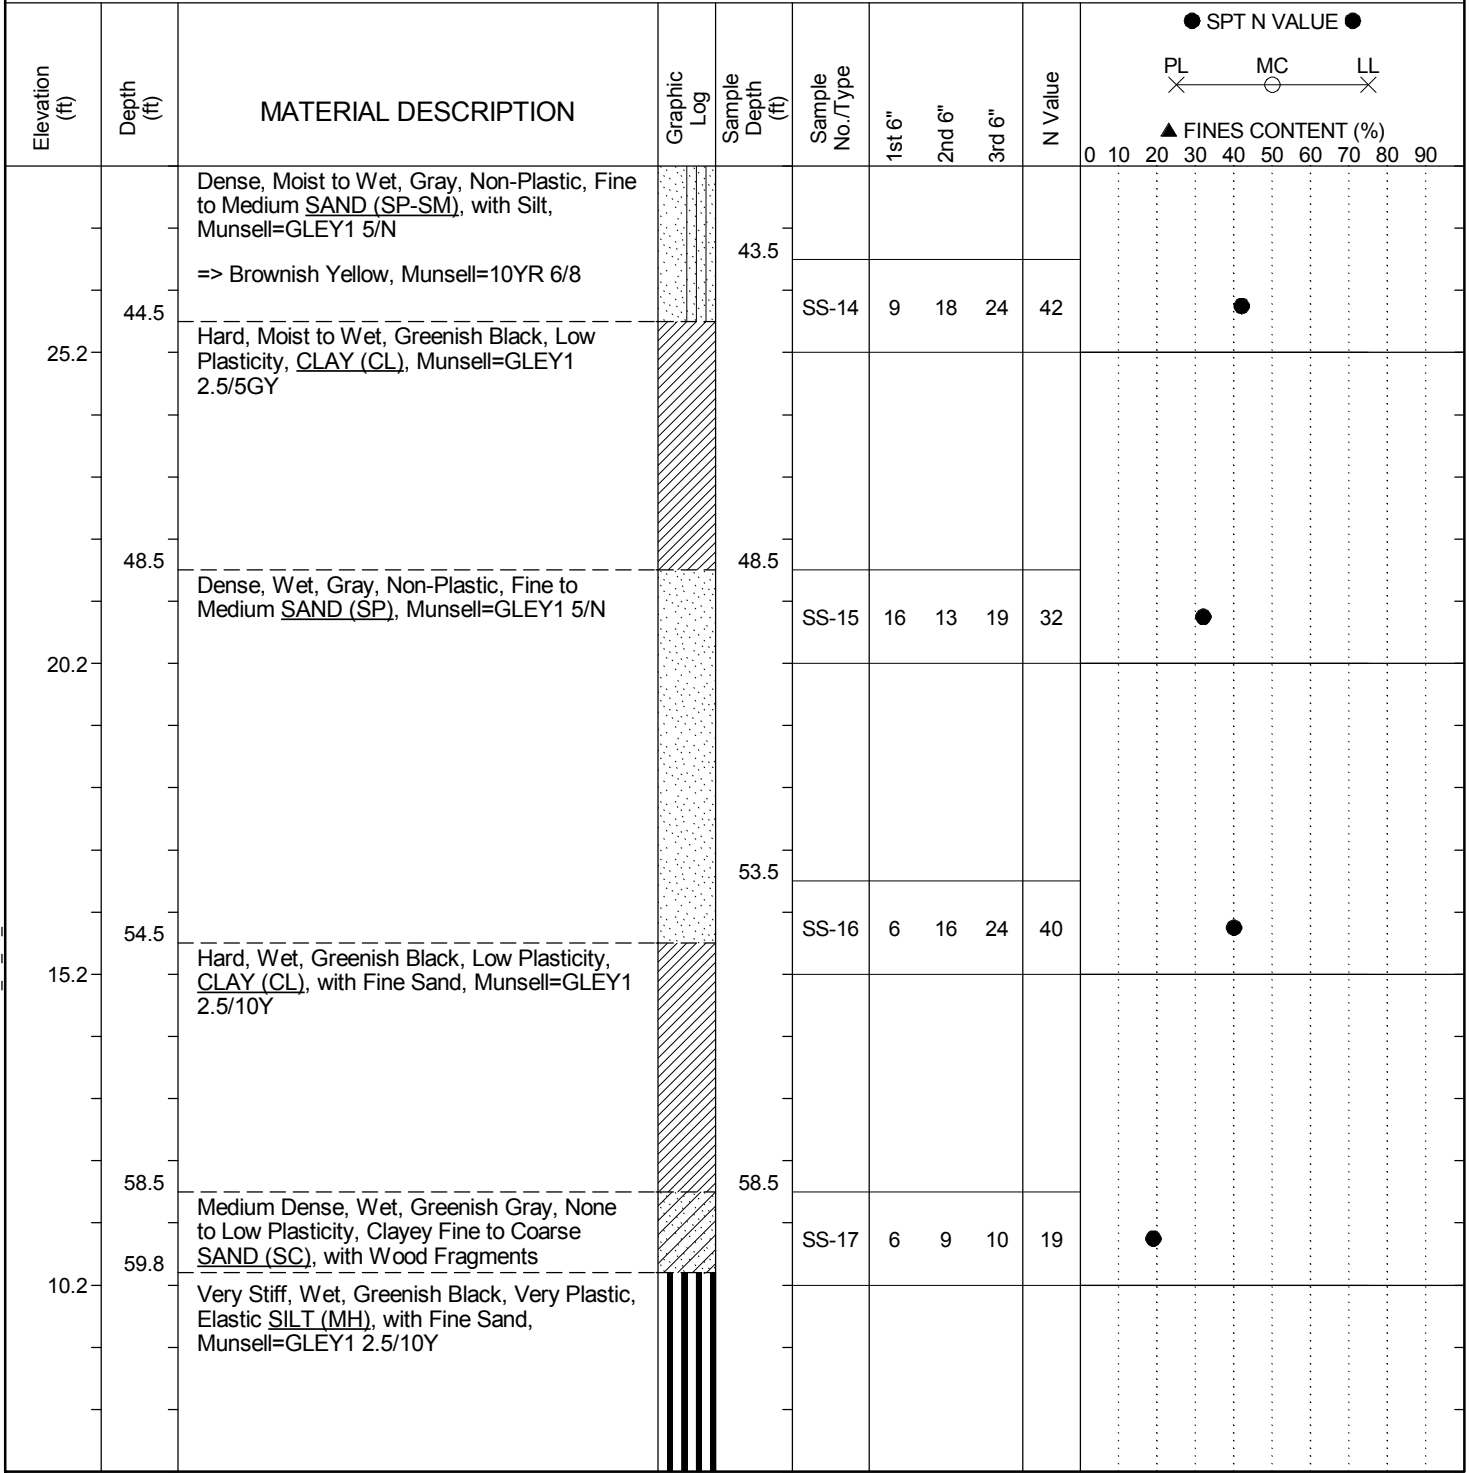 Elevation (ft)
Depth (ft)
MATERIAL DESCRIPTION
Graphic Log
Sample Depth (ft)
Sample No./Type
1st 6"
2nd 6"
3rd 6"
N Value
● SPT N VALUE ●
PL MC LL
▲ FINES CONTENT (%)
0 10 20 30 40 50 60 70 80 90
Dense, Moist to Wet, Gray, Non-Plastic, Fine
to Medium SAND (SP-SM), with Silt,
Munsell=GLEY1 5/N
43.5
=> Brownish Yellow, Munsell=10YR 6/8
44.5
SS-14 9 18 24 42
Hard, Moist to Wet, Greenish Black, Low
25.2
Plasticity, CLAY (CL), Munsell=GLEY1
2.5/5GY
48.5
48.5
Dense, Wet, Gray, Non-Plastic, Fine to
Medium SAND (SP), Munsell=GLEY1 5/N
SS-15 16 13 19 32
20.2
53.5
54.5
SS-16 6 16 24 40
Hard, Wet, Greenish Black, Low Plasticity,
15.2
CLAY (CL), with Fine Sand, Munsell=GLEY1
2.5/10Y
58.5
58.5
Medium Dense, Wet, Greenish Gray, None
to Low Plasticity, Clayey Fine to Coarse
SAND (SC), with Wood Fragments
SS-17 6 9 10 19
59.8
10.2
Very Stiff, Wet, Greenish Black, Very Plastic,
Elastic SILT (MH), with Fine Sand,
Munsell=GLEY1 2.5/10Y